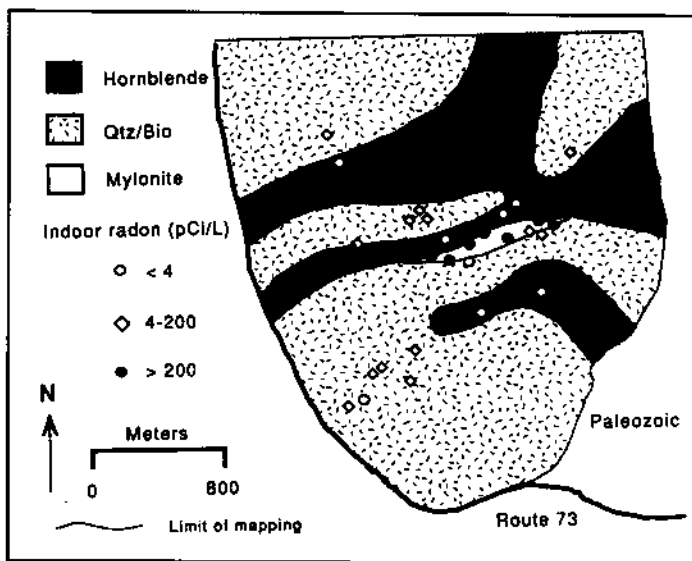 Hornblende
Qtz/Bio
Mylonite
Indoor radon (pCi/L)
< 4
4-200
> 200
N
Meters
0 600
Limit of mapping
Paleozoic
Route 73